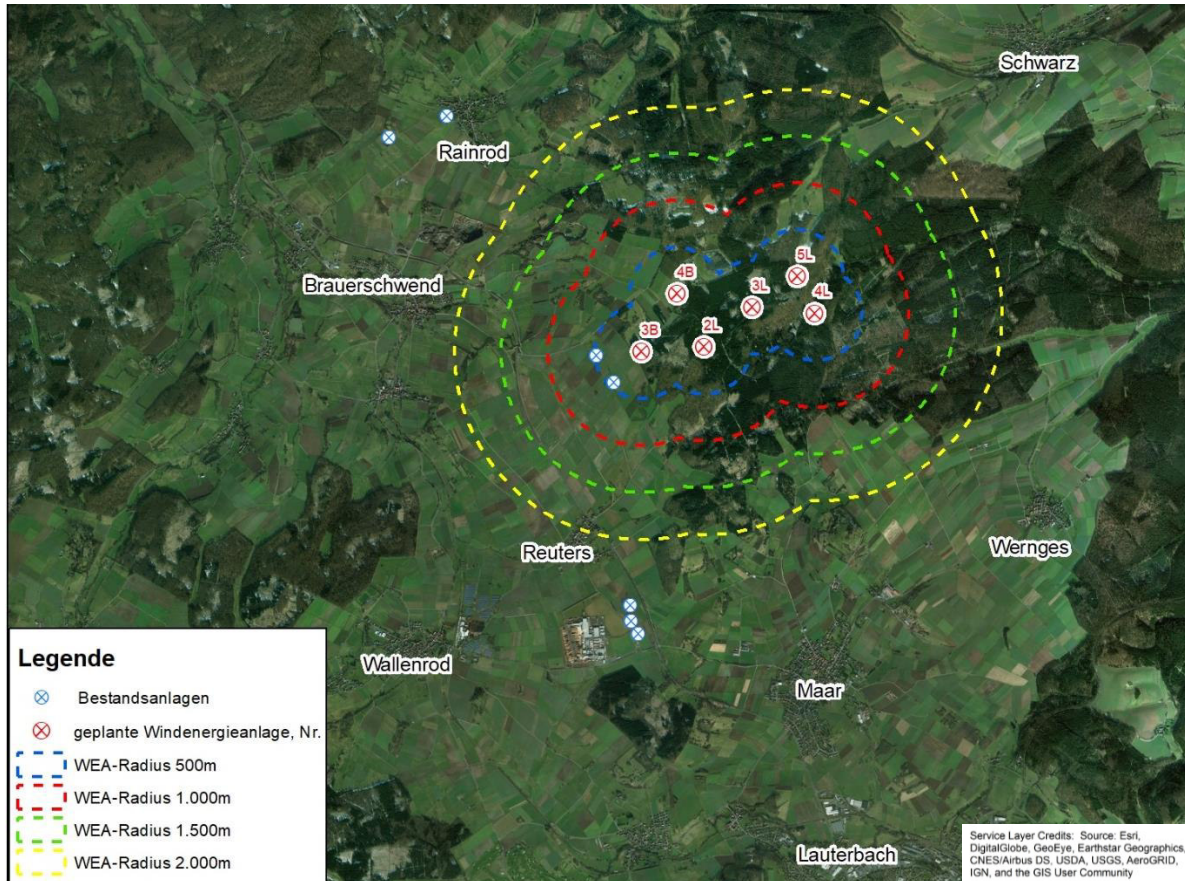 Schwarz
Rainrod
Brauerschwend
5L
4B
3L
4L
3B
2L
Reuters
Wernges
Wallenrod
Maar
Lauterbach
Legende
Bestandsanlagen
geplante Windenergieanlage, Nr.
WEA-Radius 500m
WEA-Radius 1.000m
WEA-Radius 1.500m
WEA-Radius 2.000m
Service Layer Credits: Source: Esri,
DigitalGlobe, GeoEye, Earthstar Geographics,
CNES/Airbus DS, USDA, USGS, AeroGRID,
IGN, and the GIS User Community